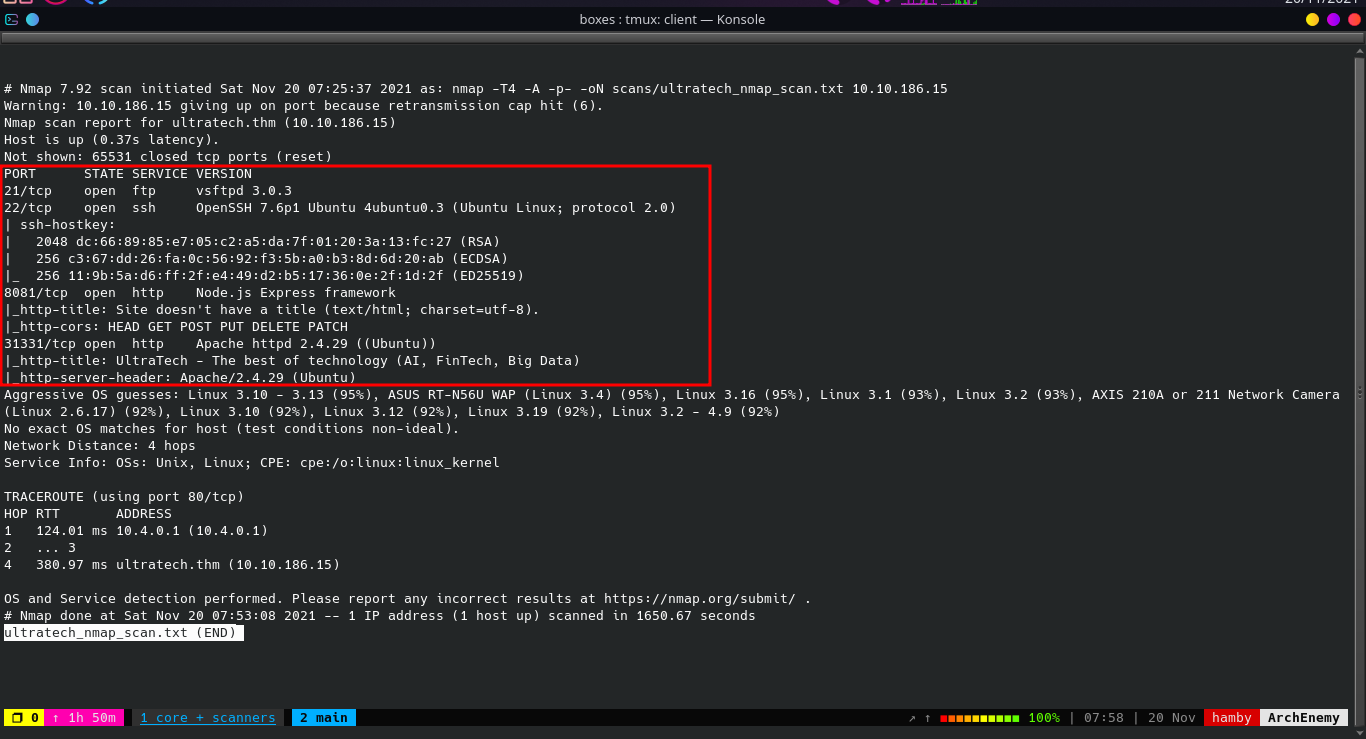 boxes : tmux: client — Konsole
# Nmap 7.92 scan initiated Sat Nov 20 07:25:37 2021 as: nmap -T4 -A -p- -oN scans/ultratech_nmap_scan.txt 10.10.186.15
Warning: 10.10.186.15 giving up on port because retransmission cap hit (6).
Nmap scan report for ultratech.thm (10.10.186.15)
Host is up (0.37s latency).
Not shown: 65531 closed tcp ports (reset)
PORT      STATE SERVICE VERSION
21/tcp    open  ftp     vsftpd 3.0.3
22/tcp    open  ssh     OpenSSH 7.6p1 Ubuntu 4ubuntu0.3 (Ubuntu Linux; protocol 2.0)
| ssh-hostkey:
|   2048 dc:66:89:85:e7:05:c2:a5:da:7f:01:20:3a:13:fc:27 (RSA)
|   256 c3:67:dd:26:fa:0c:56:92:f3:5b:a0:b3:8d:6d:20:ab (ECDSA)
|_  256 11:9b:5a:d6:ff:2f:e4:49:d2:b5:17:36:0e:2f:1d:2f (ED25519)
8081/tcp  open  http    Node.js Express framework
|_http-title: Site doesn't have a title (text/html; charset=utf-8).
|_http-cors: HEAD GET POST PUT DELETE PATCH
31331/tcp open  http    Apache httpd 2.4.29 ((Ubuntu))
|_http-title: UltraTech - The best of technology (AI, FinTech, Big Data)
|_http-server-header: Apache/2.4.29 (Ubuntu)
Aggressive OS guesses: Linux 3.10 - 3.13 (95%), ASUS RT-N56U WAP (Linux 3.4) (95%), Linux 3.16 (95%), Linux 3.1 (93%), Linux 3.2 (93%), AXIS 210A or 211 Network Camera
(Linux 2.6.17) (92%), Linux 3.10 (92%), Linux 3.12 (92%), Linux 3.19 (92%), Linux 3.2 - 4.9 (92%)
No exact OS matches for host (test conditions non-ideal).
Network Distance: 4 hops
Service Info: OSs: Unix, Linux; CPE: cpe:/o:linux:linux_kernel
TRACEROUTE (using port 80/tcp)
HOP RTT       ADDRESS
1   124.01 ms 10.4.0.1 (10.4.0.1)
2   ... 3
4   380.97 ms ultratech.thm (10.10.186.15)
OS and Service detection performed. Please report any incorrect results at https://nmap.org/submit/ .
# Nmap done at Sat Nov 20 07:53:08 2021 -- 1 IP address (1 host up) scanned in 1650.67 seconds
ultratech_nmap_scan.txt (END)
0 ↑ 1h 50m 1 core + scanners 2 main ↗ ↑ 100% | 07:58 | 20 Nov hamby ArchEnemy